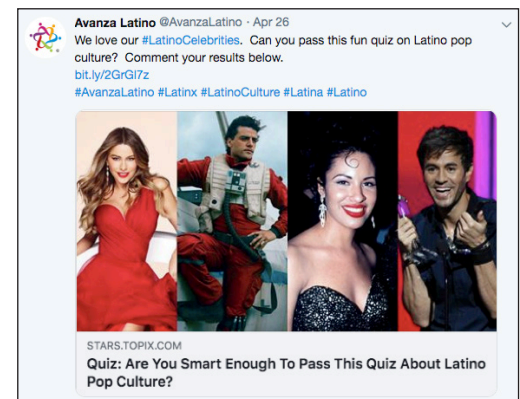 Avanza Latino @AvanzaLatino · Apr 26
We love our #LatinoCelebrities. Can you pass this fun quiz on Latino pop
culture? Comment your results below.
bit.ly/2GrGl7z
#AvanzaLatino #Latinx #LatinoCulture #Latina #Latino
STARS.TOPIX.COM
Quiz: Are You Smart Enough To Pass This Quiz About Latino
Pop Culture?